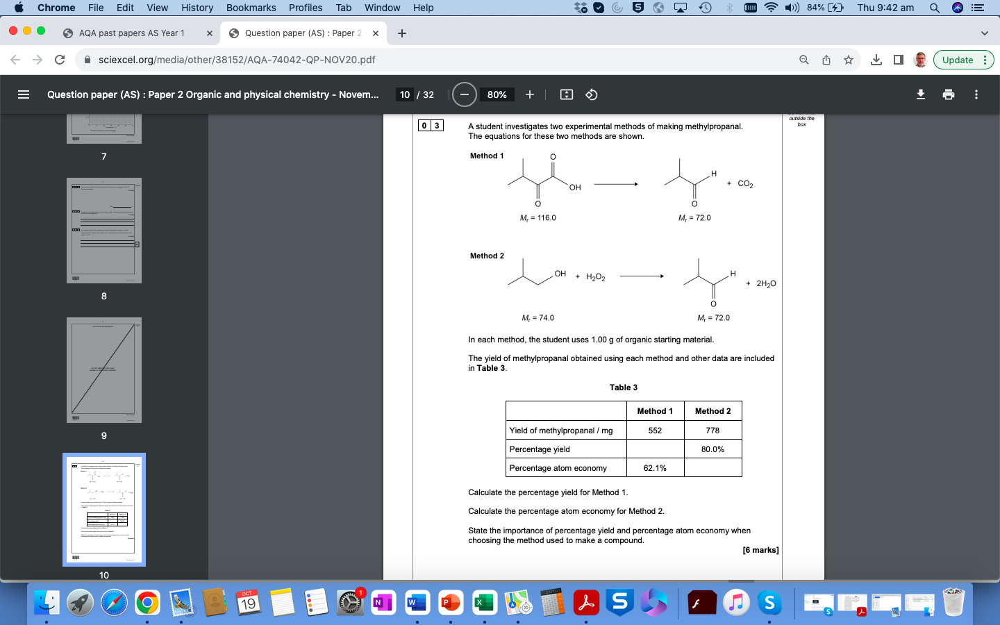 Chrome File Edit View History Bookmarks Profiles Tab Window Help 84% Thu 9:42 am
AQA past papers AS Year 1 Question paper (AS) : Paper 2
sciexcel.org/media/other/38152/AQA-74042-QP-NOV20.pdf Update
Question paper (AS) : Paper 2 Organic and physical chemistry - Novem... 10 / 32 80%
7
8
9
10
outside the
box
0 3 A student investigates two experimental methods of making methylpropanal.
The equations for these two methods are shown.
Method 1
O
OH
O
H
O
+ CO₂
Mr = 116.0 Mr = 72.0
Method 2
OH + H₂O₂
H
O
+ 2H₂O
Mr = 74.0 Mr = 72.0
In each method, the student uses 1.00 g of organic starting material.
The yield of methylpropanal obtained using each method and other data are included
in Table 3.
Table 3
Method 1 Method 2
Yield of methylpropanal / mg 552 778
Percentage yield 80.0%
Percentage atom economy 62.1%
Calculate the percentage yield for Method 1.
Calculate the percentage atom economy for Method 2.
State the importance of percentage yield and percentage atom economy when
choosing the method used to make a compound.
[6 marks]
OCT
19
1
N
W
P
X
3D
S
S
S